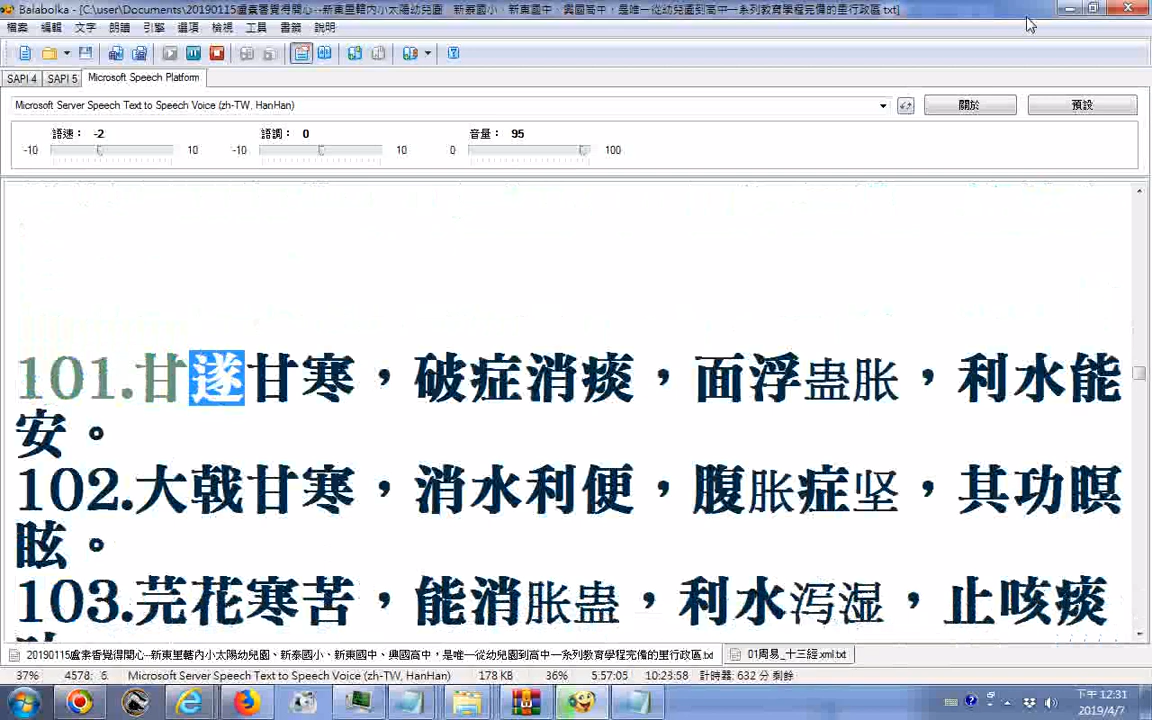 Balabolka - [C:\user\Documents\20190115盧素香覺得開心--新東里轄內小太陽幼兒園、新泰國小、新東國中、興國高中，是唯一從幼兒園到高中一系列教育學程完備的里行政區.txt]
檔案 編輯 文字 朗讀 引擎 選項 檢視 工具 書籤 說明
SAPI 4 SAPI 5 Microsoft Speech Platform
Microsoft Server Speech Text to Speech Voice (zh-TW, HanHan) 關於 預設
語速： -2 語調： 0 音量： 95
-10 10 -10 10 0 100
101.甘遂甘寒，破症消痰，面浮蛊胀，利水能
安。
102.大戟甘寒，消水利便，腹胀症坚，其功瞑
眩。
103.芫花寒苦，能消胀蛊，利水泻湿，止咳痰
20190115盧素香覺得開心--新東里轄內小太陽幼兒園、新泰國小、新東國中、興國高中，是唯一從幼兒園到高中一系列教育學程完備的里行政區.txt 01周易_十三經.xml.txt
37% 4578: 6 Microsoft Server Speech Text to Speech Voice (zh-TW, HanHan) 178 KB 36% 5:57:05 10:23:58 計時器: 632 分 剩餘
下午 12:31
2019/4/7